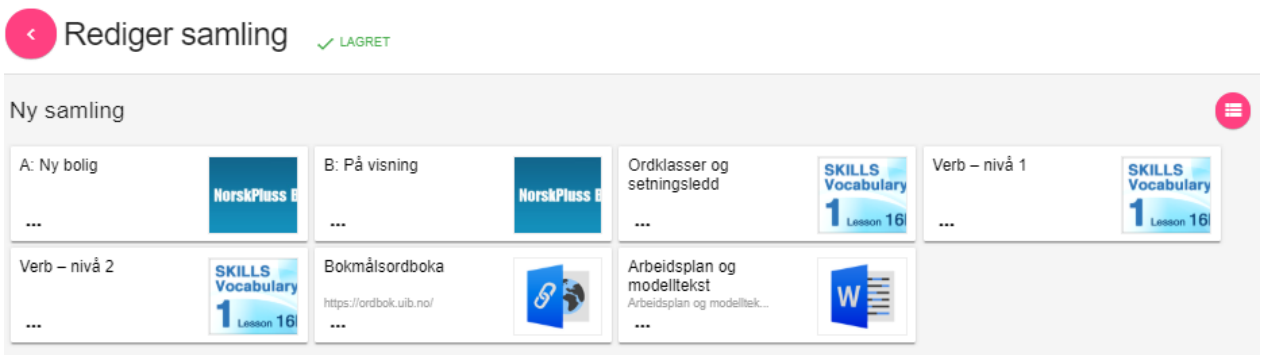 Rediger samling
LAGRET
Ny samling
A: Ny bolig
NorskPluss B
...
B: På visning
NorskPluss B
...
Ordklasser og
setningsledd
SKILLS
Vocabulary
1 Lesson 16
...
Verb – nivå 1
SKILLS
Vocabulary
1 Lesson 16
...
Verb – nivå 2
SKILLS
Vocabulary
1 Lesson 16
...
Bokmålsordboka
https://ordbok.uib.no/
...
Arbeidsplan og
modelltekst
Arbeidsplan og modelltek...
W
...